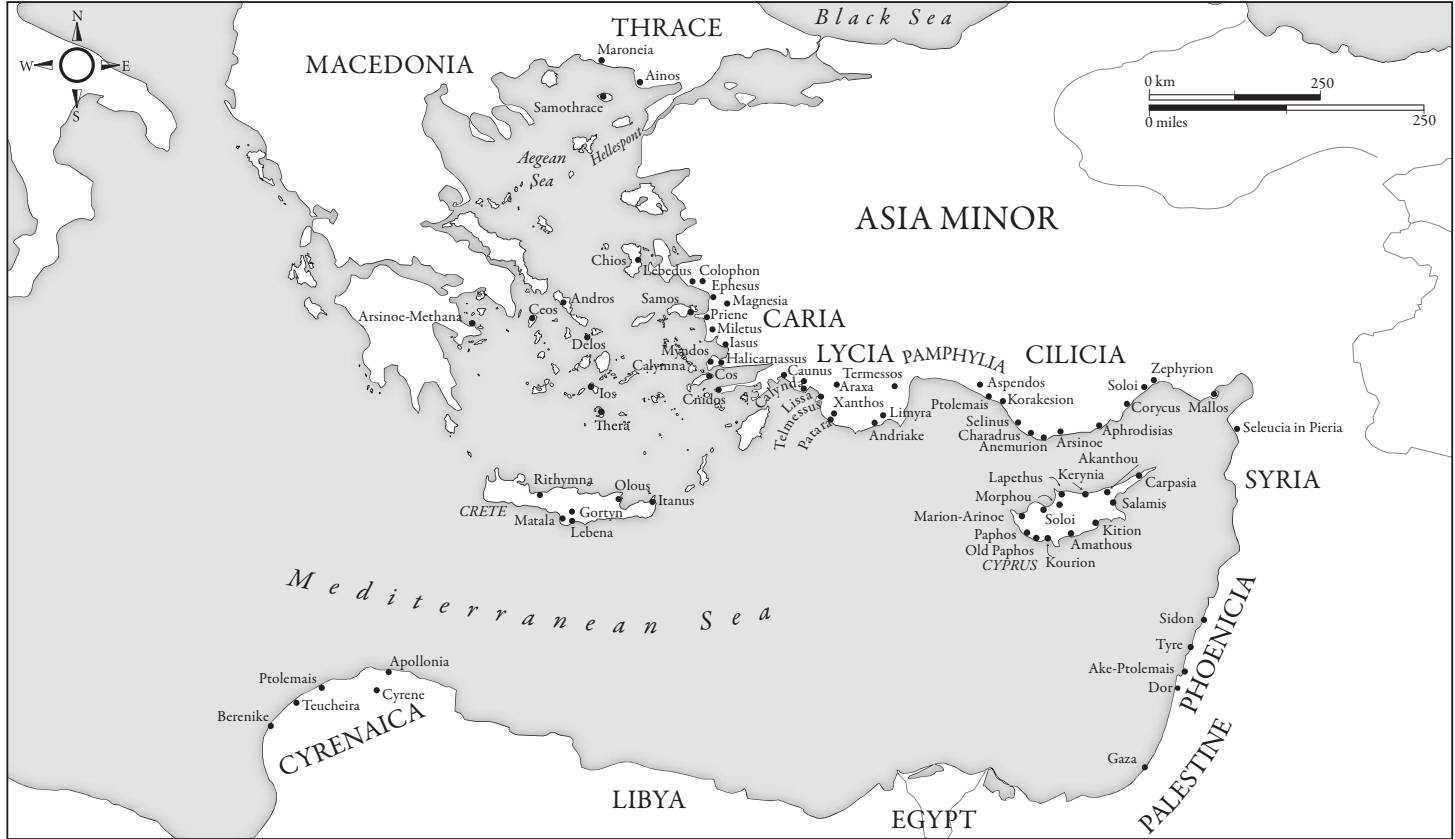 N
W
E
S
Black Sea
THRACE
Maroneia
MACEDONIA
Ainos
Samothrace
0 km 250
0 miles 250
Hellespont
Aegean
Sea
ASIA MINOR
Chios
Lebedus
Colophon
Ephesus
Samos
Magnesia
Andros
Ceos
Arsinoe-Methana
Priene
CARIA
Miletus
Delos
Iasus
Myndos
Halicarnassus
Calymna
Cos
Cnidos
Ios
Thera
LYCIA
PAMPHYLIA
CILICIA
Caunus
Termessos
Calynda
Araxa
Lissa
Xanthos
Telmessus
Patara
Limyra
Andriake
Aspendos
Ptolemais
Korakesion
Selinus
Charadrus
Anemurion
Arsinoe
Aphrodisias
Soloi
Zephyrion
Corycus
Mallos
Seleucia in Pieria
SYRIA
Akanthou
Lapethus
Kerynia
Carpasia
Morphou
Salamis
Marion-Arinoe
Soloi
Paphos
Kition
Old Paphos
Amathous
CYPRUS
Kourion
Rithymna
Olous
Itanus
CRETE
Gortyn
Matala
Lebena
Mediterranean Sea
Sidon
Tyre
Ake-Ptolemais
Dor
PHOENICIA
Gaza
PALESTINE
Apollonia
Ptolemais
Cyrene
Teucheira
Berenike
CYRENAICA
LIBYA
EGYPT